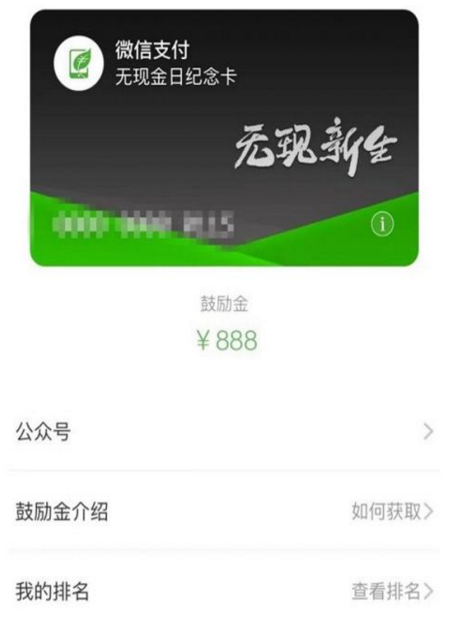 微信支付
无现金日纪念卡
无现新生
鼓励金
￥888
公众号
鼓励金介绍 如何获取
我的排名 查看排名